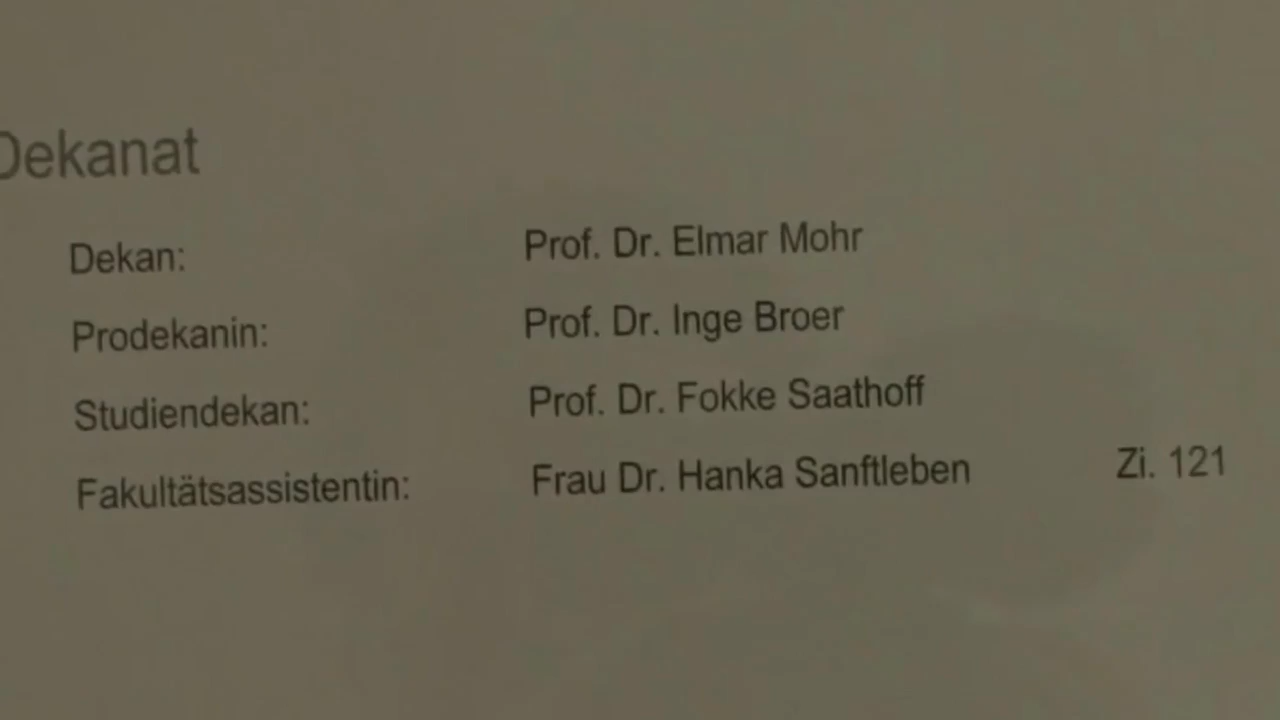 Dekanat
Dekan: Prof. Dr. Elmar Mohr
Prodekanin: Prof. Dr. Inge Broer
Studiendekan: Prof. Dr. Fokke Saathoff
Fakultätsassistentin: Frau Dr. Hanka Sanftleben Zi. 121